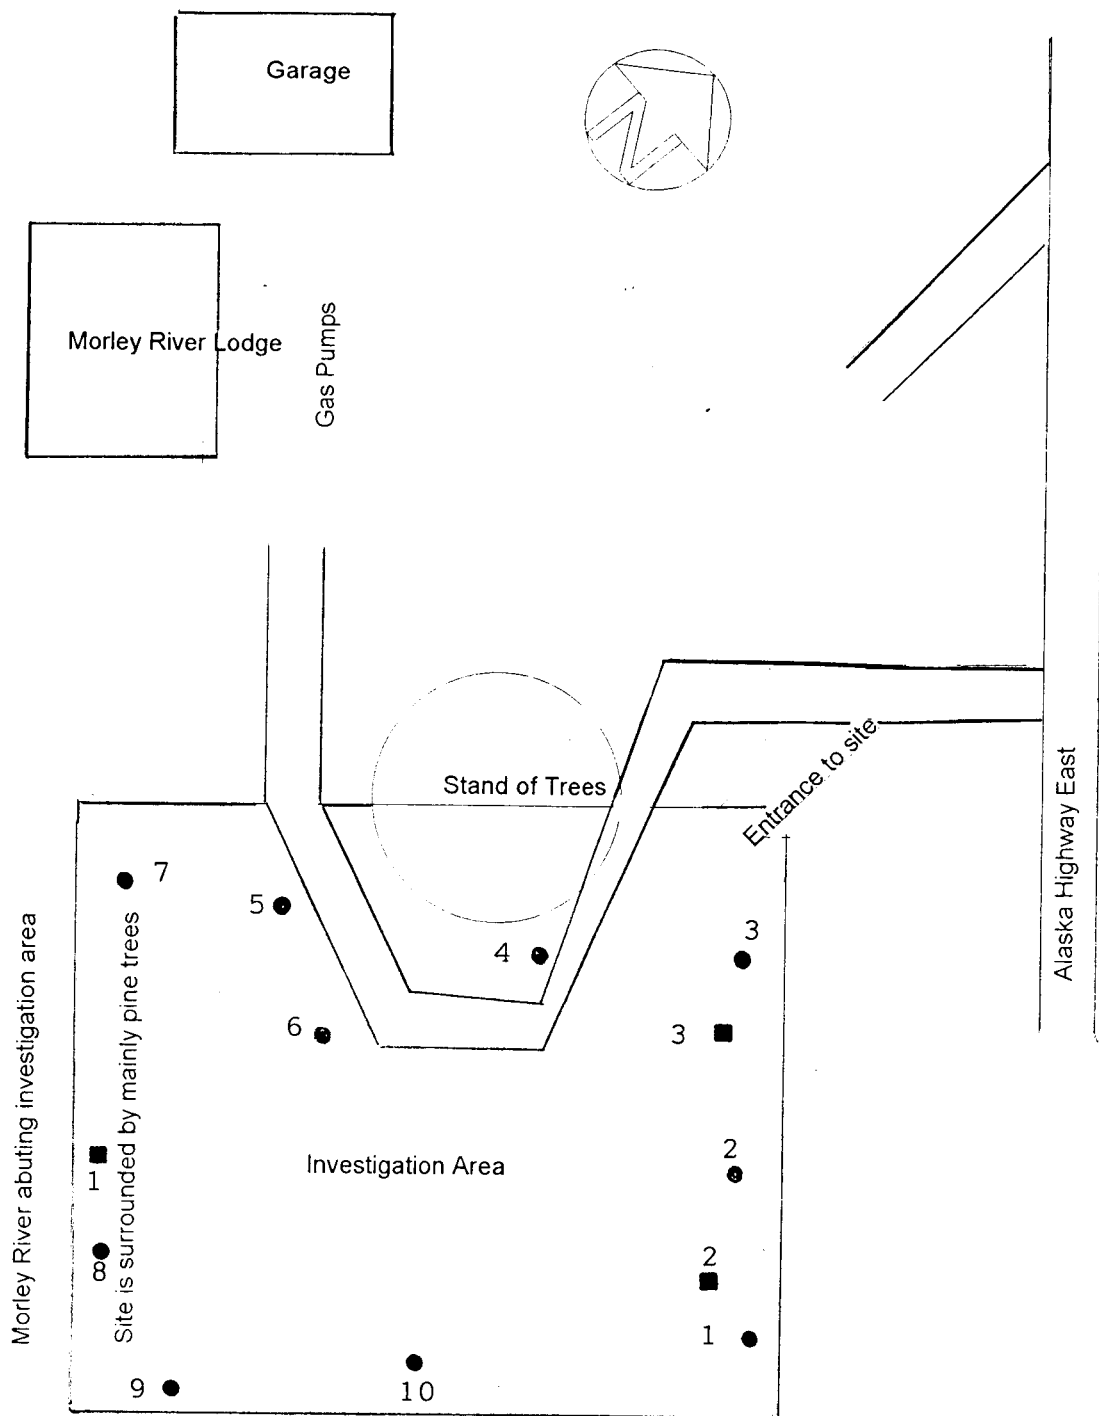 Garage
N
Morley River Lodge
Gas Pumps
Stand of Trees
Entrance to site
Alaska Highway East
7
5
4
3
6
3
Morley River abuting investigation area
Site is surrounded by mainly pine trees
1
Investigation Area
2
8
2
1
9
10